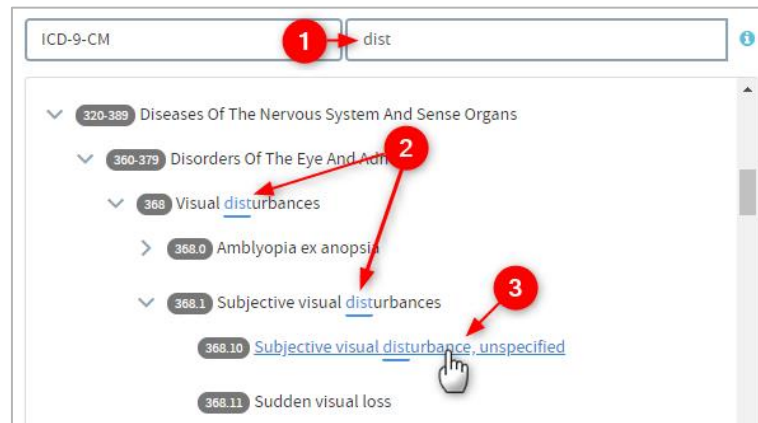 ICD-9-CM 1 dist
320-389 Diseases Of The Nervous System And Sense Organs
2
360-379 Disorders Of The Eye And
368 Visual disturbances
368.0 Amblyopia ex anopsia
3
368.1 Subjective visual disturbances
368.10 Subjective visual disturbance, unspecified
368.11 Sudden visual loss